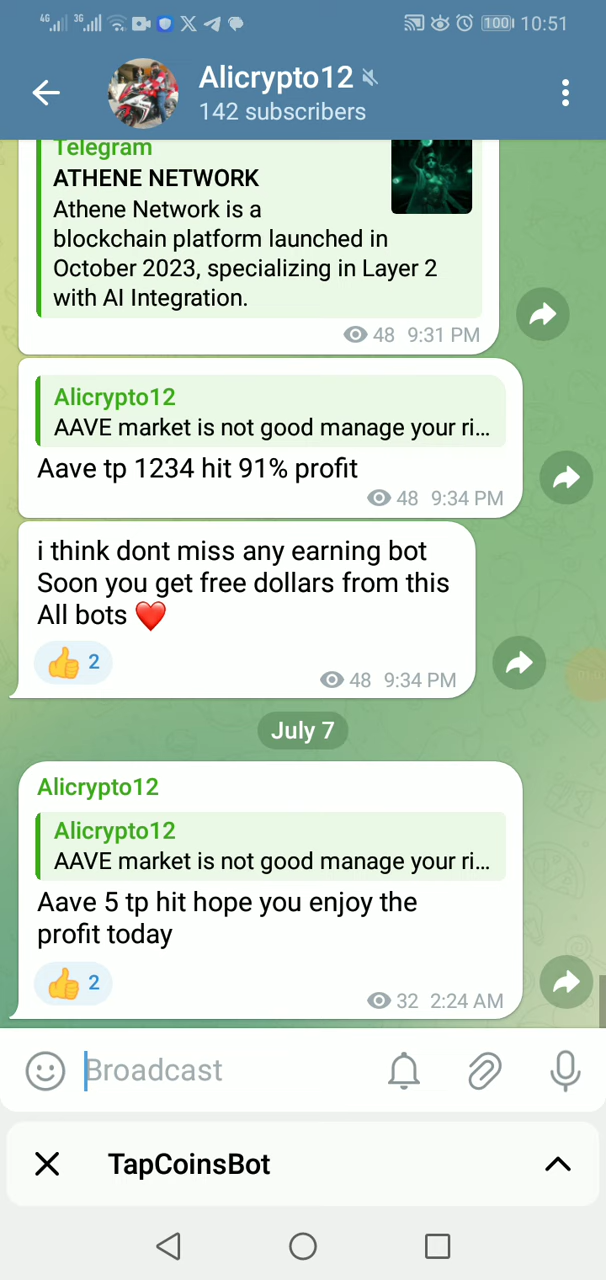 4G 3G 100 10:51
Alicrypto12
142 subscribers
Telegram
ATHENE NETWORK
Athene Network is a
blockchain platform launched in
October 2023, specializing in Layer 2
with AI Integration.
48 9:31 PM
Alicrypto12
AAVE market is not good manage your ri...
Aave tp 1234 hit 91% profit
48 9:34 PM
i think dont miss any earning bot
Soon you get free dollars from this
All bots ❤️
👍 2
48 9:34 PM
July 7
Alicrypto12
Alicrypto12
AAVE market is not good manage your ri...
Aave 5 tp hit hope you enjoy the
profit today
👍 2
32 2:24 AM
Broadcast
TapCoinsBot